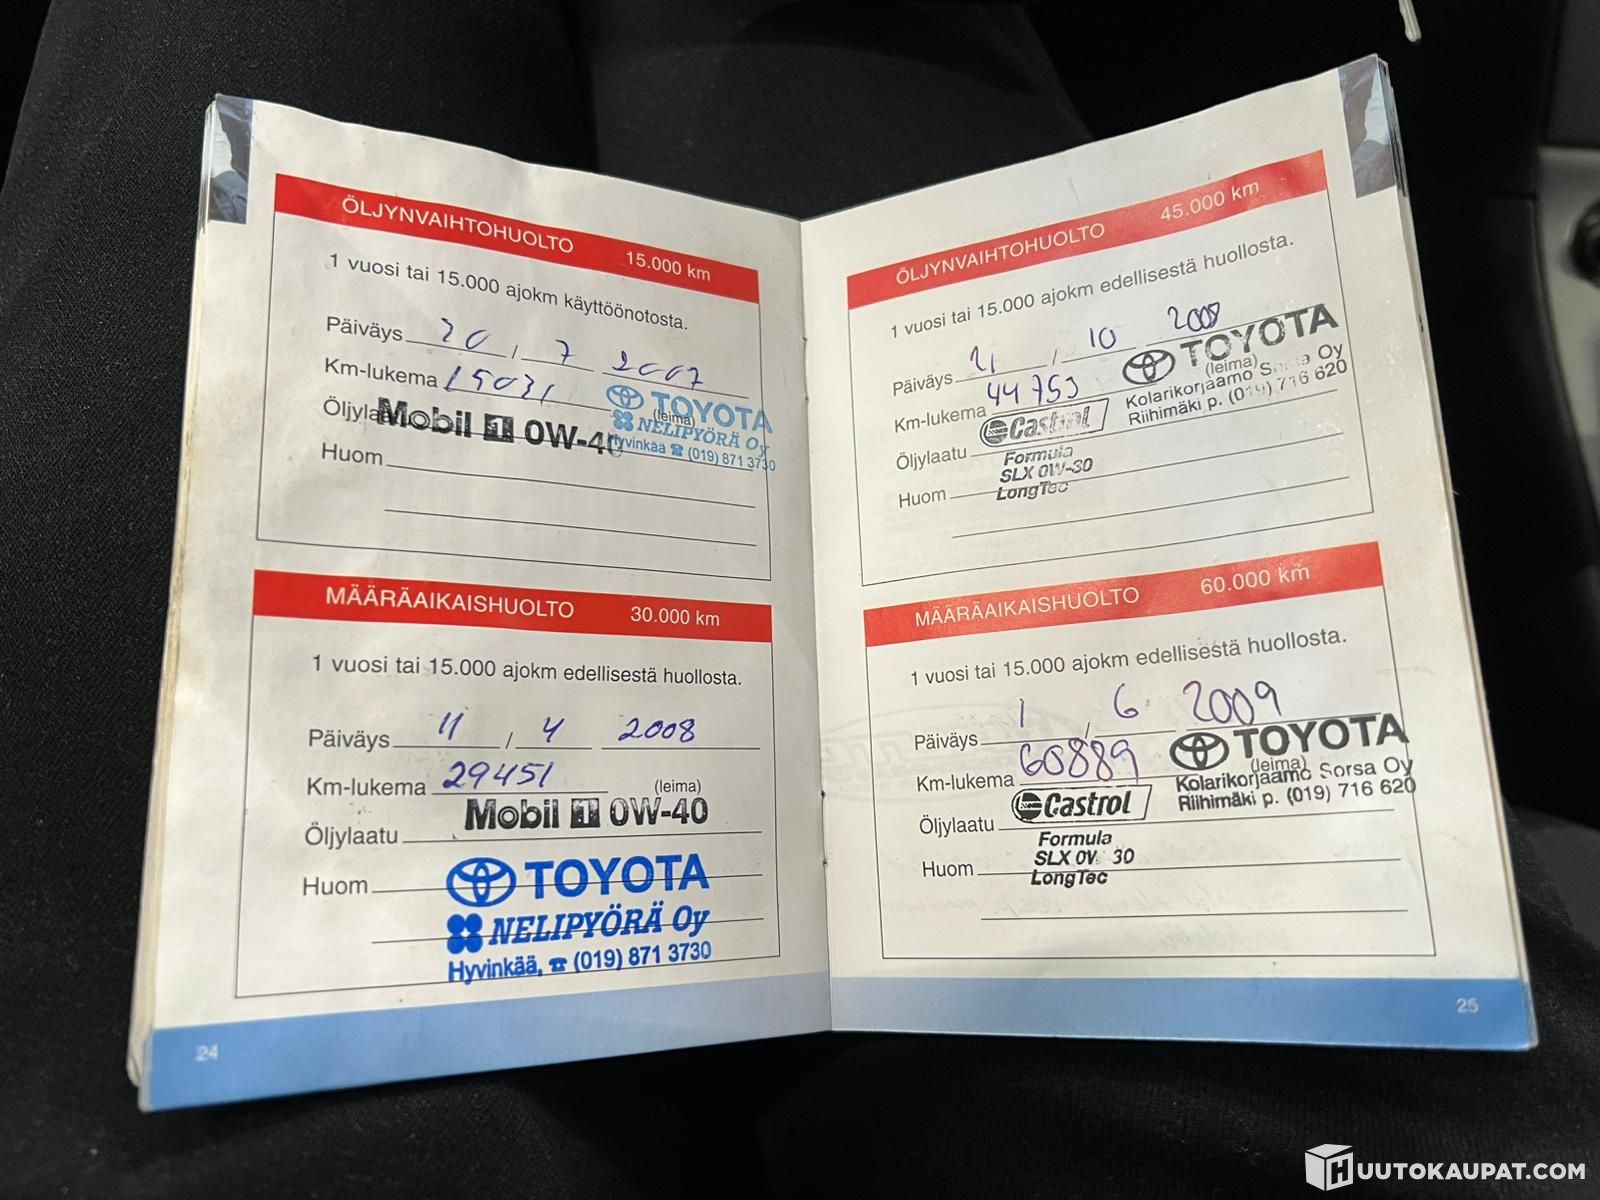 ÖLJYNVAIHTOHUOLTO 15.000 km
1 vuosi tai 15.000 ajokm käyttöönotosta.
Päiväys 20 / 7 2007
Km-lukema 15031
TOYOTA
(leima)
Mobil 1 0W-40
NELIPYÖRÄ Oy
Hyvinkää ☎ (019) 871 3730
Huom
MÄÄRÄAIKAISHUOLTO 30.000 km
1 vuosi tai 15.000 ajokm edellisestä huollosta.
Päiväys 11 / 4 2008
Km-lukema 29451 (leima)
Mobil 1 0W-40
Öljylaatu
Huom
TOYOTA
NELIPYÖRÄ Oy
Hyvinkää, ☎ (019) 871 3730
24
ÖLJYNVAIHTOHUOLTO 45.000 km
1 vuosi tai 15.000 ajokm edellisestä huollosta.
Päiväys 21 / 10 2008
TOYOTA
(leima)
Km-lukema 44753
Kolarikorjaamo Sorsa Oy
Riihimäki p. (019) 716 620
Öljylaatu Castrol
Formula
SLX 0W-30
Huom LongTec
MÄÄRÄAIKAISHUOLTO 60.000 km
1 vuosi tai 15.000 ajokm edellisestä huollosta.
Päiväys 1 / 6 2009
TOYOTA
(leima)
Km-lukema 60889
Kolarikorjaamo Sorsa Oy
Riihimäki p. (019) 716 620
Castrol
Öljylaatu
Formula
SLX 0W 30
Huom LongTec
25
HUUTOKAUPAT.COM